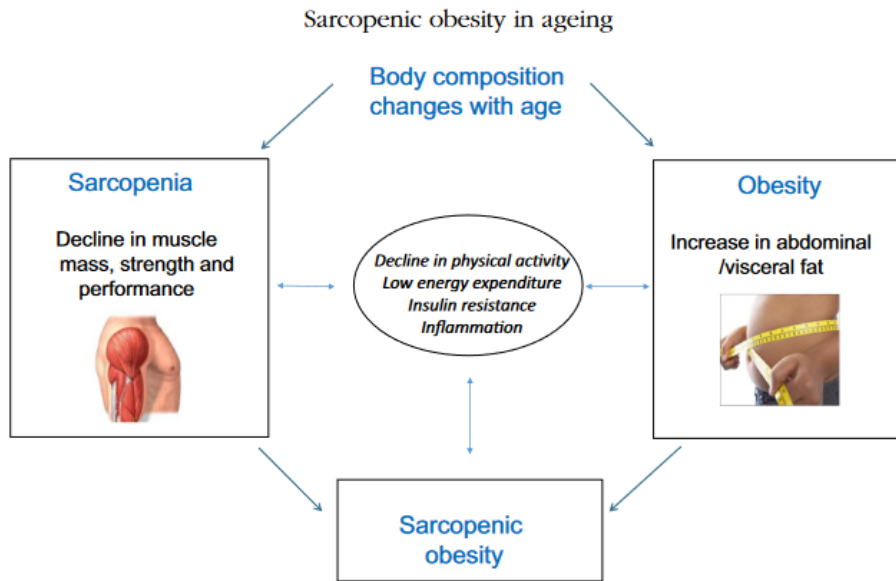 Sarcopenic obesity in ageing
Body composition
changes with age
Sarcopenia
Decline in muscle
mass, strength and
performance
Decline in physical activity
Low energy expenditure
Insulin resistance
Inflammation
Obesity
Increase in abdominal
/visceral fat
Sarcopenic
obesity